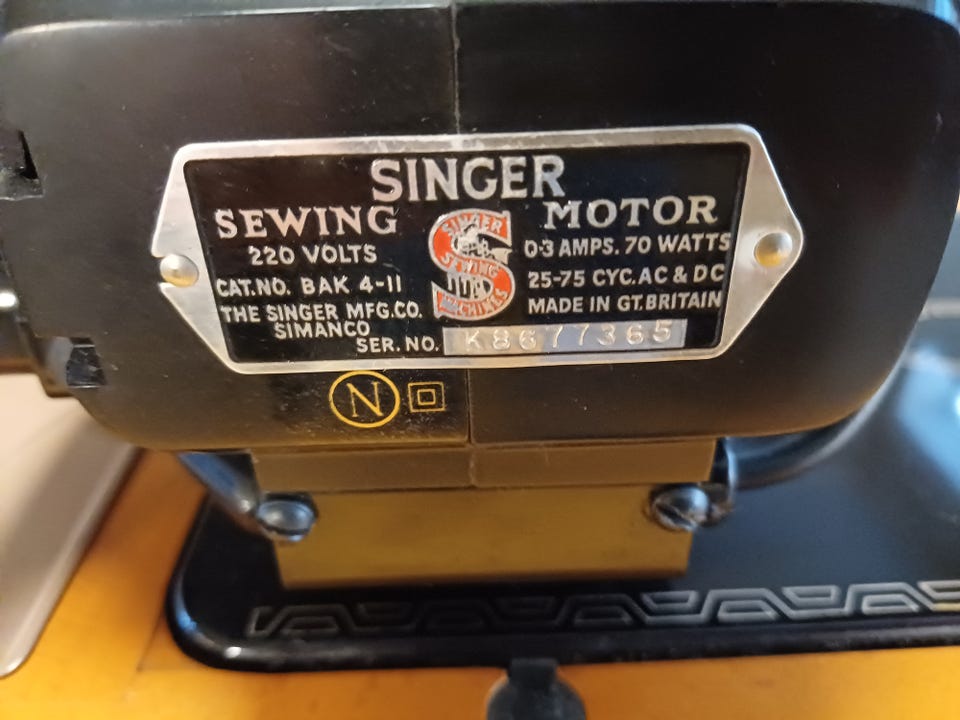 SINGER
SEWING MOTOR
220 VOLTS
CAT.NO. BAK 4-11
THE SINGER MFG.CO.
SIMANCO
SINGER
SEWING
MACHINES
0·3 AMPS. 70 WATTS
25-75 CYC. AC & DC
MADE IN GT. BRITAIN
SER. NO. K8677365
N